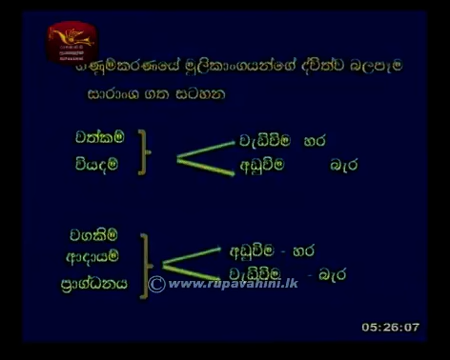 ගිණුම්කරණයේ මූලිකාංගයන්ගේ ද්විත්ව බලපෑම
සාරාංශ ගත සටහන
වත්කම්
වියදම්
වැඩිවීම හර
අඩුවීම බැර
වගකීම්
ආදායම්
ප්‍රාග්ධනය
අඩුවීම - හර
වැඩිවීම - බැර
© www.rupavahini.lk
05:26:07